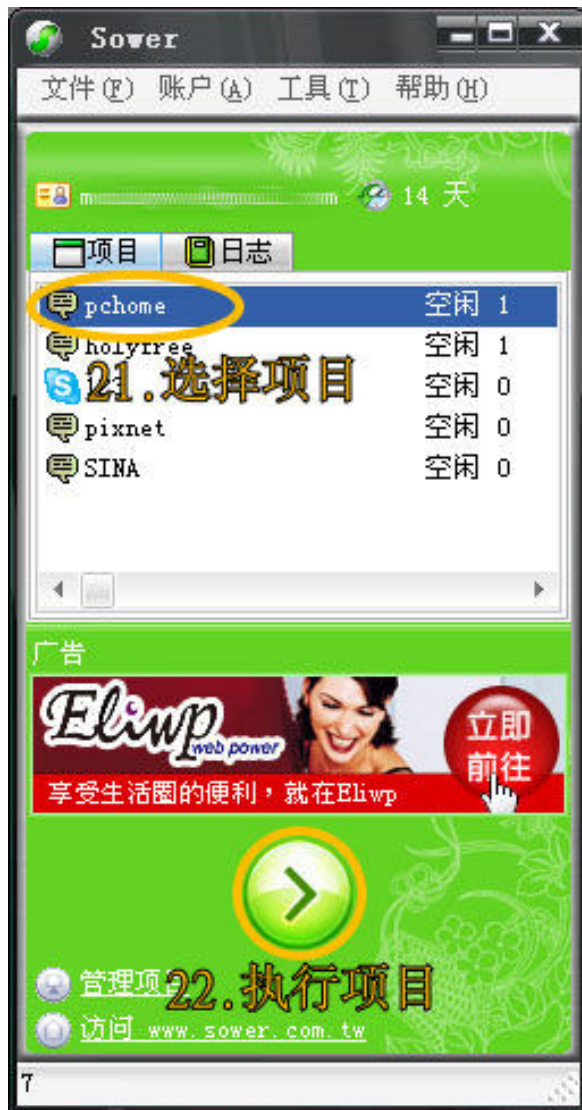 Sower
文件(F) 账户(A) 工具(T) 帮助(H)
14 天
项目 日志
pchome 空闲 1
holyfree 空闲 1
空闲 0
21.选择项目
pixnet 空闲 0
SINA 空闲 0
广告
Eliwp
web power
立即
前往
享受生活圈的便利，就在Eliwp
管理项
22.执行项目
访问 www.sower.com.tw
7